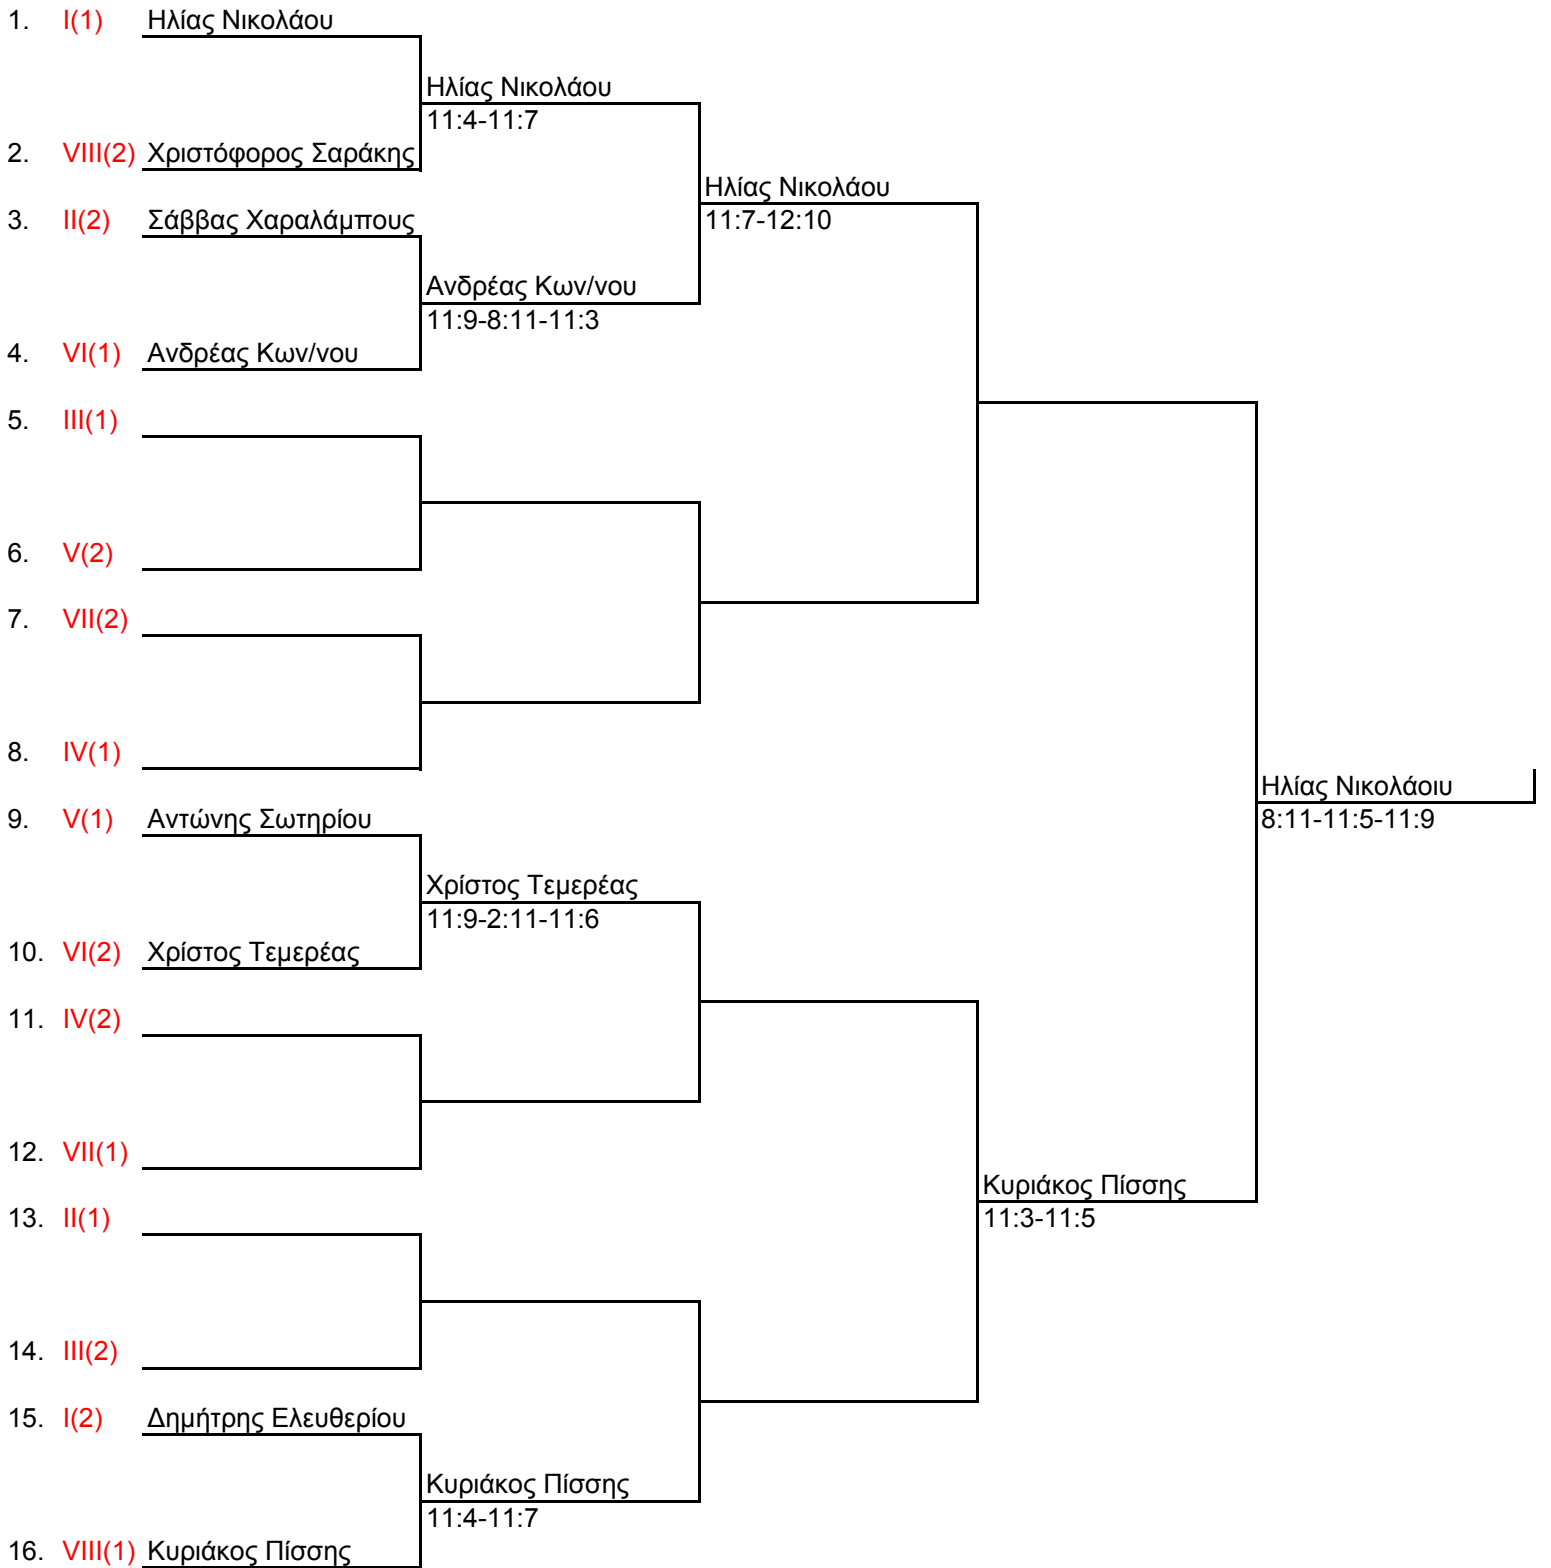 1. I(1) Ηλίας Νικολάου
Ηλίας Νικολάου
11:4-11:7
2. VIII(2) Χριστόφορος Σαράκης
Ηλίας Νικολάου
11:7-12:10
3. II(2) Σάββας Χαραλάμπους
Ανδρέας Κων/νου
11:9-8:11-11:3
4. VI(1) Ανδρέας Κων/νου
5. III(1)
6. V(2)
7. VII(2)
8. IV(1)
Ηλίας Νικολάοιυ
8:11-11:5-11:9
9. V(1) Αντώνης Σωτηρίου
Χρίστος Τεμερέας
11:9-2:11-11:6
10. VI(2) Χρίστος Τεμερέας
11. IV(2)
12. VII(1)
Κυριάκος Πίσσης
11:3-11:5
13. II(1)
14. III(2)
15. I(2) Δημήτρης Ελευθερίου
Κυριάκος Πίσσης
11:4-11:7
16. VIII(1) Κυριάκος Πίσσης